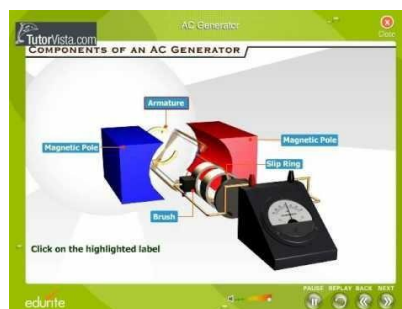 AC Generator
Close
TutorVista.com
COMPONENTS OF AN AC GENERATOR
Armature
Magnetic Pole
Magnetic Pole
Slip Ring
Brush
Click on the highlighted label
PAUSE REPLAY BACK NEXT
edurite